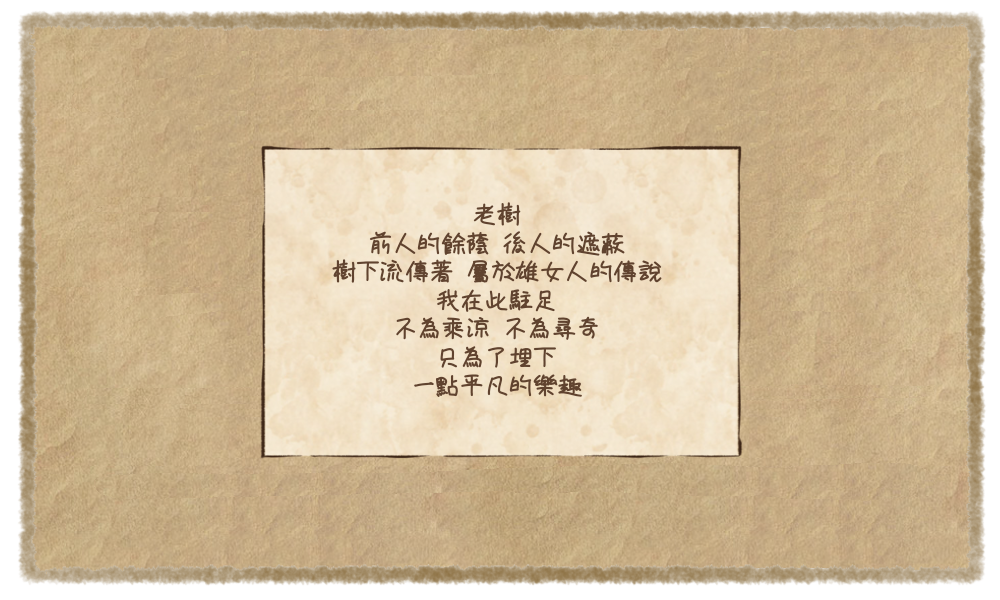 老樹
前人的餘蔭 後人的遮蔽
樹下流傳著 屬於雄女人的傳說
我在此駐足
不為乘涼 不為尋奇
只為了埋下
一點平凡的樂趣